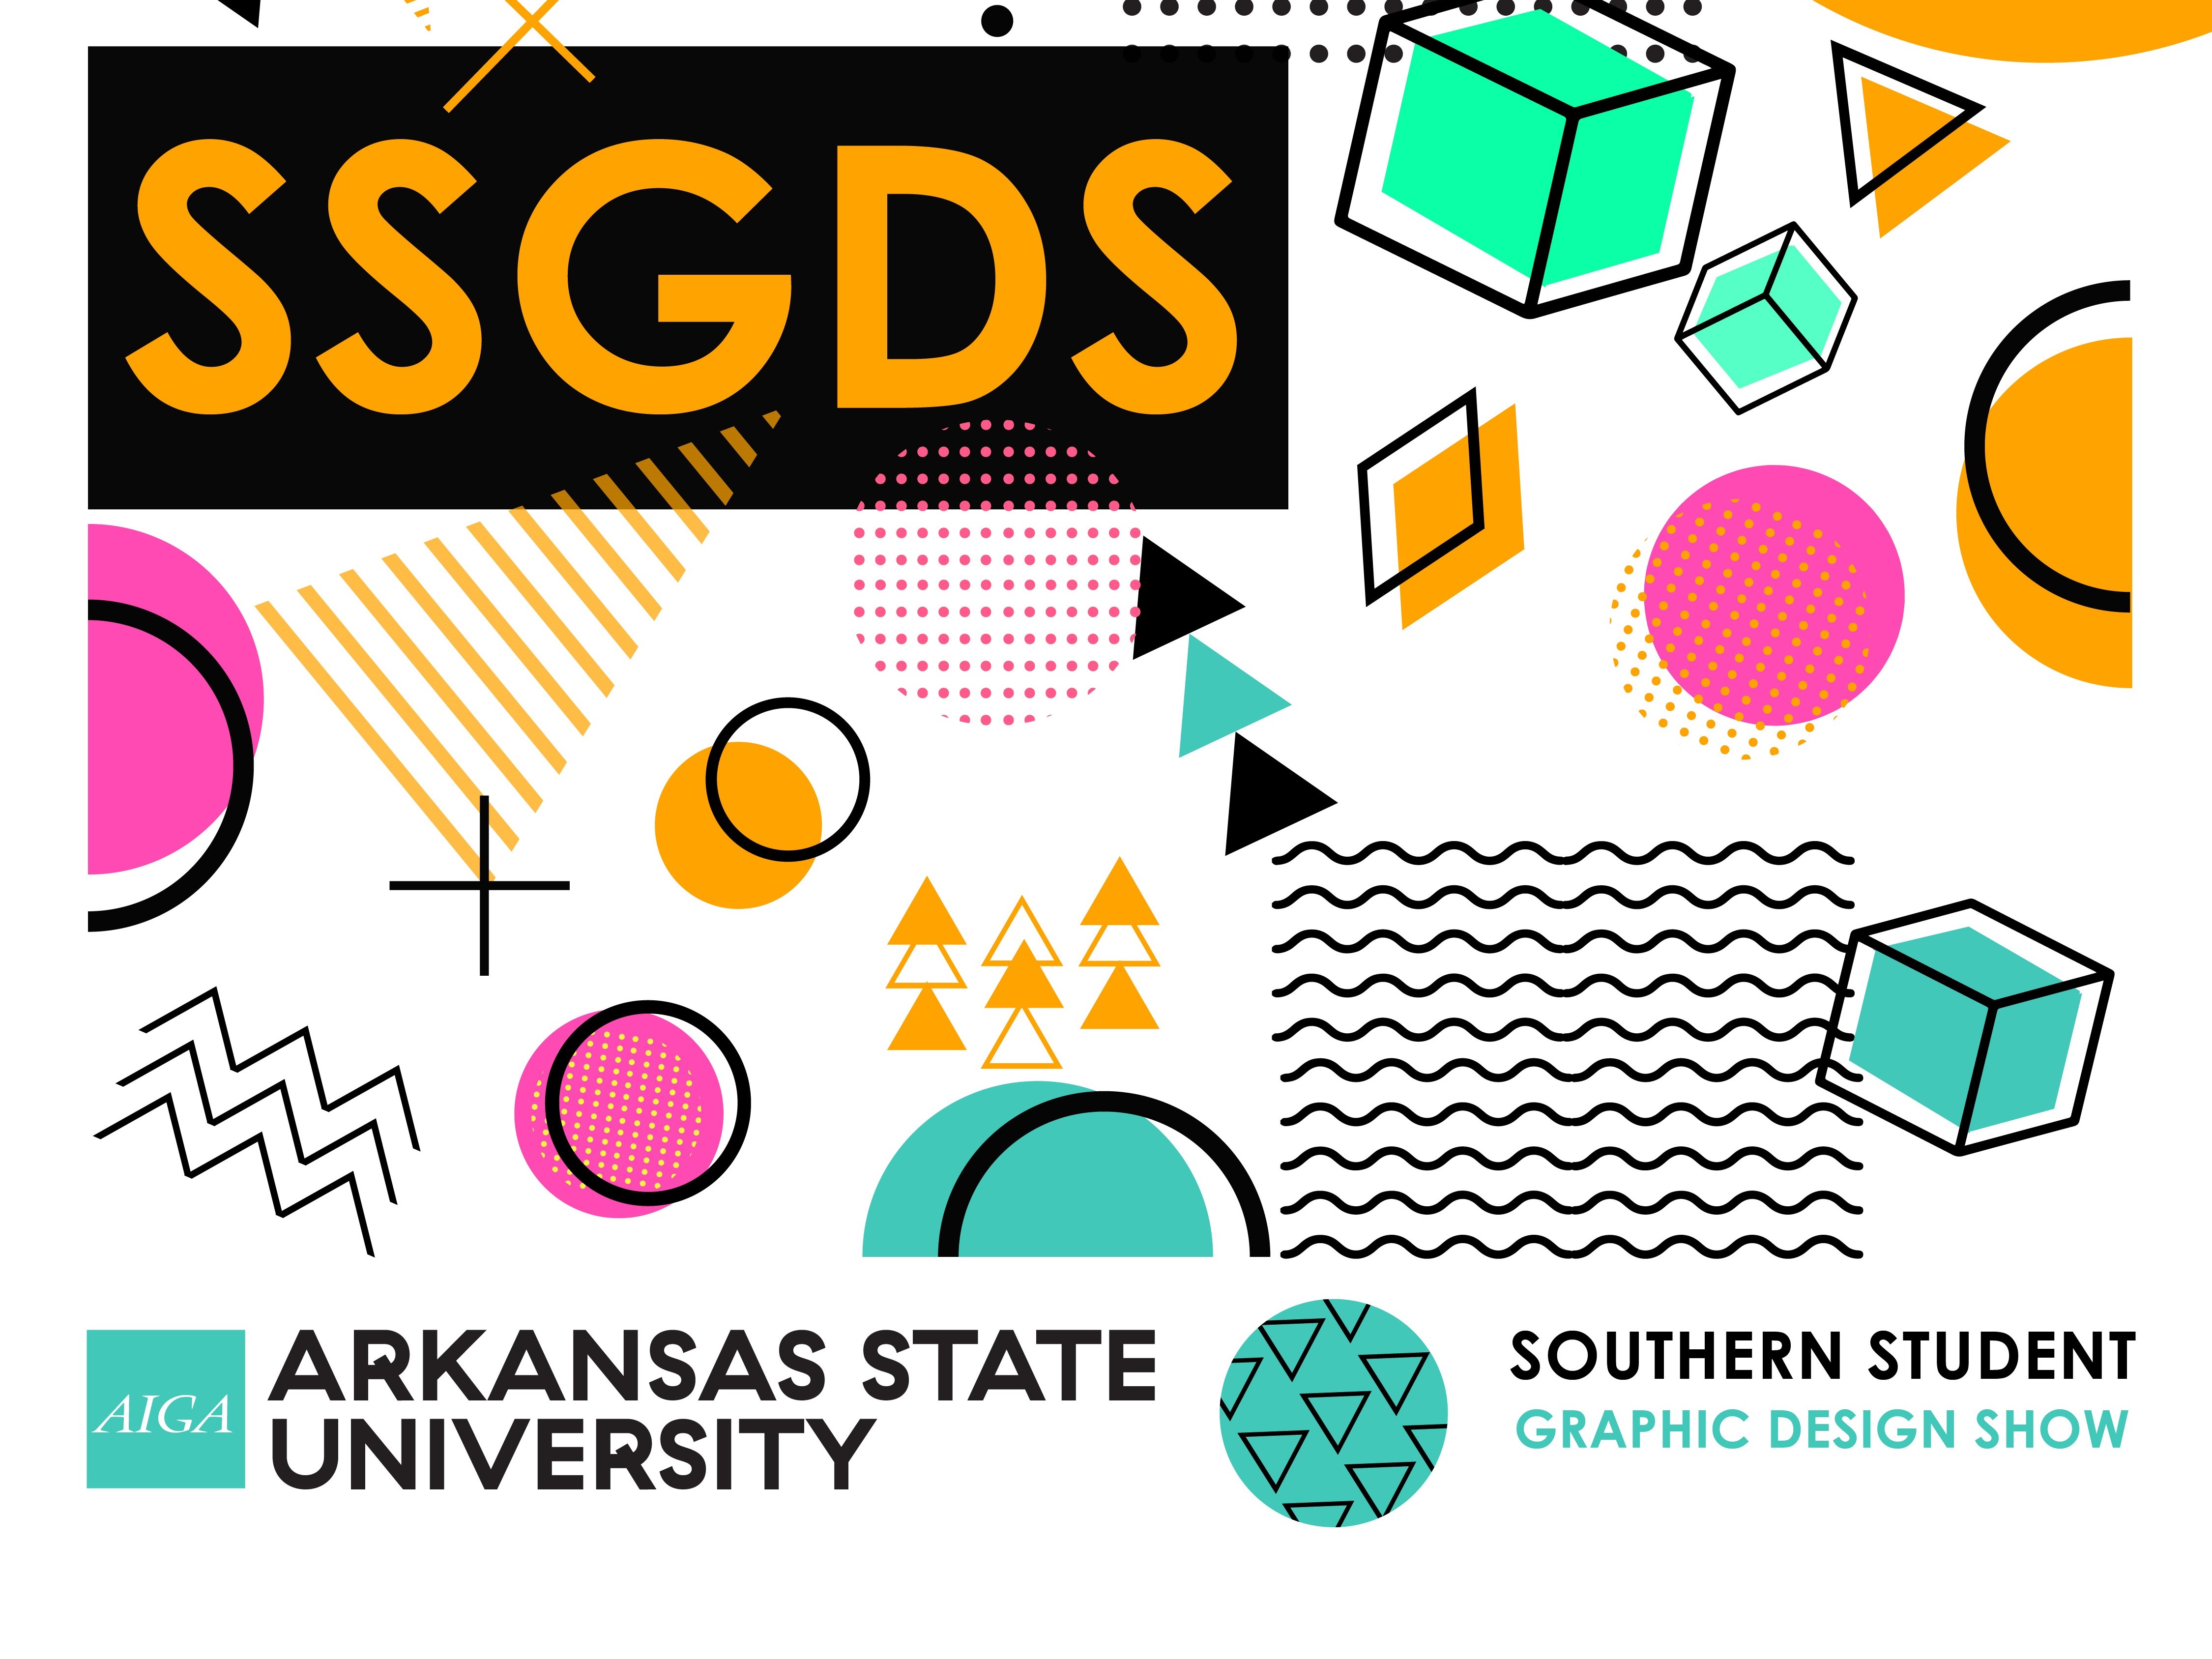 SSGDS
AIGA
ARKANSAS STATE
UNIVERSITY
SOUTHERN STUDENT
GRAPHIC DESIGN SHOW